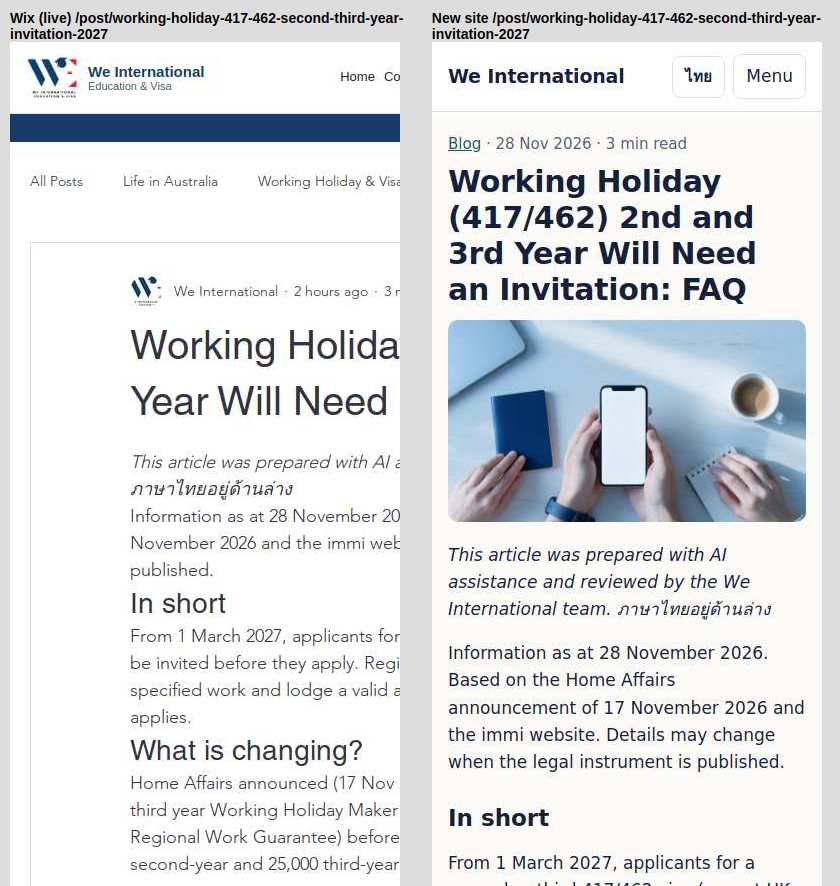 Wix (live) /post/working-holiday-417-462-second-third-year-
invitation-2027
We International
Education & Visa
Home Co
All Posts Life in Australia Working Holiday & Visa
We International · 2 hours ago · 3 
Working Holida
Year Will Need
This article was prepared with AI a
ภาษาไทยอยู่ด้านล่าง
Information as at 28 November 20
November 2026 and the immi web
published.
In short
From 1 March 2027, applicants for
be invited before they apply. Regi
specified work and lodge a valid a
applies.
What is changing?
Home Affairs announced (17 Nov
third year Working Holiday Maker
Regional Work Guarantee) before
second-year and 25,000 third-year
New site /post/working-holiday-417-462-second-third-year-
invitation-2027
We International ไทย Menu
Blog · 28 Nov 2026 · 3 min read
Working Holiday
(417/462) 2nd and
3rd Year Will Need
an Invitation: FAQ
This article was prepared with AI
assistance and reviewed by the We
International team. ภาษาไทยอยู่ด้านล่าง
Information as at 28 November 2026.
Based on the Home Affairs
announcement of 17 November 2026 and
the immi website. Details may change
when the legal instrument is published.
In short
From 1 March 2027, applicants for a